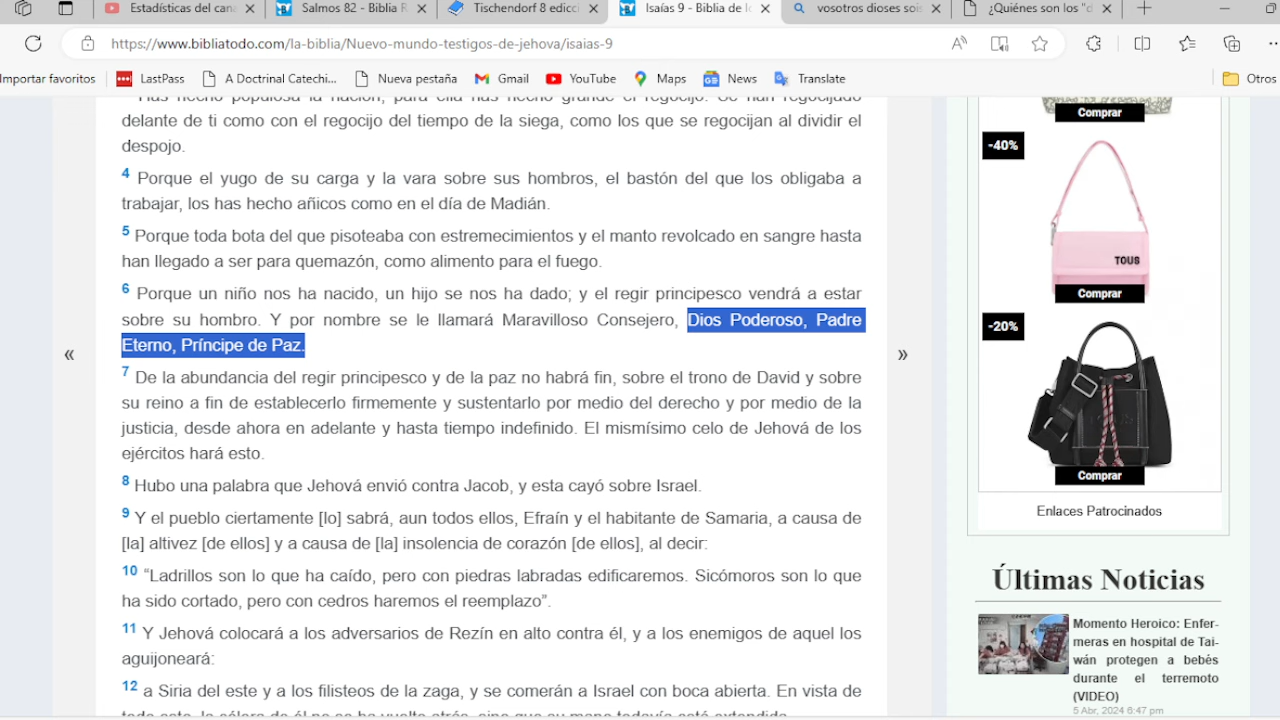 Estadísticas del cana
Salmos 82 - Biblia R
Tischendorf 8 edicci
Isaías 9 - Biblia de lo
vosotros dioses sois
¿Quiénes son los "d
https://www.bibliatodo.com/la-biblia/Nuevo-mundo-testigos-de-jehova/isaias-9
Importar favoritos
LastPass
A Doctrinal Catechi...
Nueva pestaña
Gmail
YouTube
Maps
News
Translate
Otros
delante de ti como con el regocijo en el tiempo de la siega, como los que se regocijan al dividir el
despojo.
4 Porque el yugo de su carga y la vara sobre sus hombros, el bastón del que los obligaba a
trabajar, los has hecho añicos como en el día de Madián.
5 Porque toda bota del que pisoteaba con estremecimientos y el manto revolcado en sangre hasta
han llegado a ser para quemazón, como alimento para el fuego.
6 Porque un niño nos ha nacido, un hijo se nos ha dado; y el regir principesco vendrá a estar
sobre su hombro. Y por nombre se le llamará Maravilloso Consejero, Dios Poderoso, Padre
Eterno, Príncipe de Paz.
7 De la abundancia del regir principesco y de la paz no habrá fin, sobre el trono de David y sobre
su reino a fin de establecerlo firmemente y sustentarlo por medio del derecho y por medio de la
justicia, desde ahora en adelante y hasta tiempo indefinido. El mismísimo celo de Jehová de los
ejércitos hará esto.
8 Hubo una palabra que Jehová envió contra Jacob, y esta cayó sobre Israel.
9 Y el pueblo ciertamente [lo] sabrá, aun todos ellos, Efraín y el habitante de Samaria, a causa de
[la] altivez [de ellos] y a causa de [la] insolencia de corazón [de ellos], al decir:
10 “Ladrillos son lo que ha caído, pero con piedras labradas edificaremos. Sicómoros son lo que
ha sido cortado, pero con cedros haremos el reemplazo”.
11 Y Jehová colocará a los adversarios de Rezín en alto contra él, y a los enemigos de aquel los
aguijoneará:
12 a Siria del este y a los filisteos de la zaga, y se comerán a Israel con boca abierta. En vista de
«
»
Comprar
-40%
TOUS
Comprar
-20%
Comprar
Enlaces Patrocinados
Últimas Noticias
Momento Heroico: Enfer-
meras en hospital de Tai-
wán protegen a bebés
durante el terremoto
(VIDEO)
5 Abr, 2024 6:47 pm